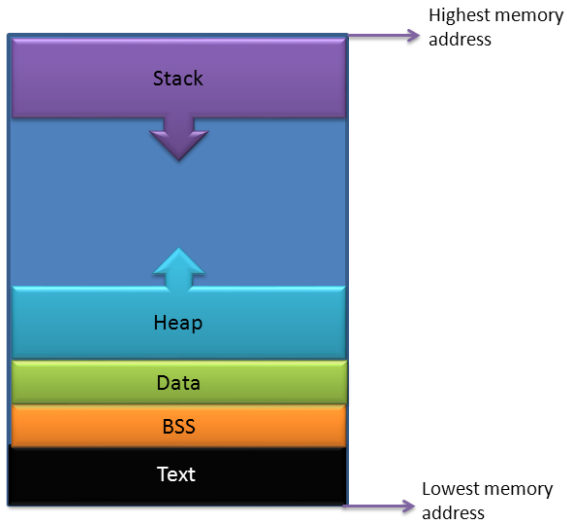 Highest memory
address
Stack
Heap
Data
BSS
Text
Lowest memory
address